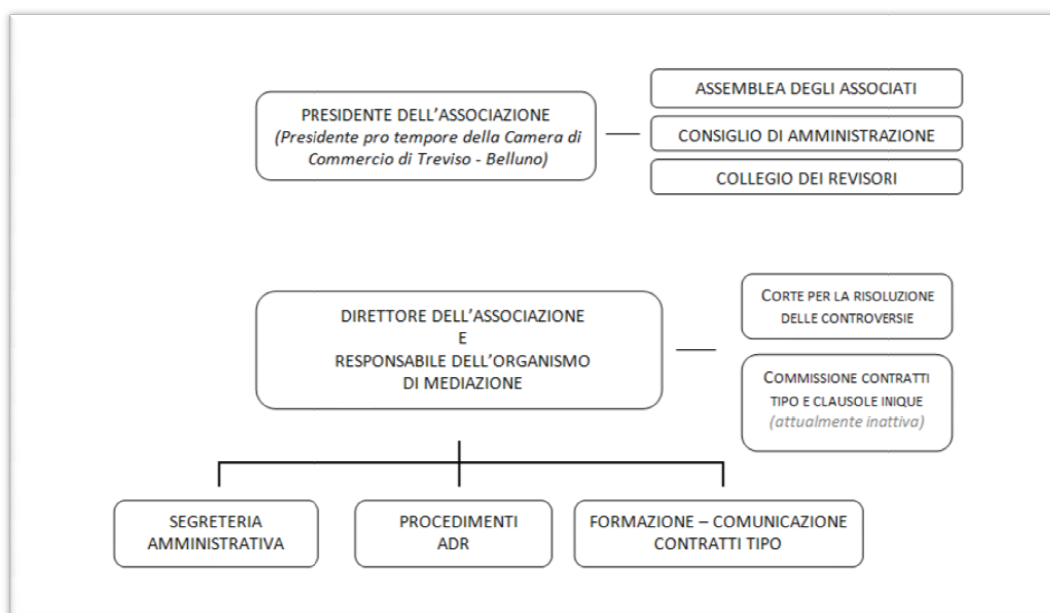 PRESIDENTE DELL’ASSOCIAZIONE
(Presidente pro tempore della Camera di
Commercio di Treviso - Belluno)
ASSEMBLEA DEGLI ASSOCIATI
CONSIGLIO DI AMMINISTRAZIONE
COLLEGIO DEI REVISORI
DIRETTORE DELL’ASSOCIAZIONE
E
RESPONSABILE DELL’ORGANISMO
DI MEDIAZIONE
CORTE PER LA RISOLUZIONE
DELLE CONTROVERSIE
COMMISSIONE CONTRATTI
TIPO E CLAUSOLE INIQUE
(attualmente inattiva)
SEGRETERIA
AMMINISTRATIVA
PROCEDIMENTI
ADR
FORMAZIONE – COMUNICAZIONE
CONTRATTI TIPO